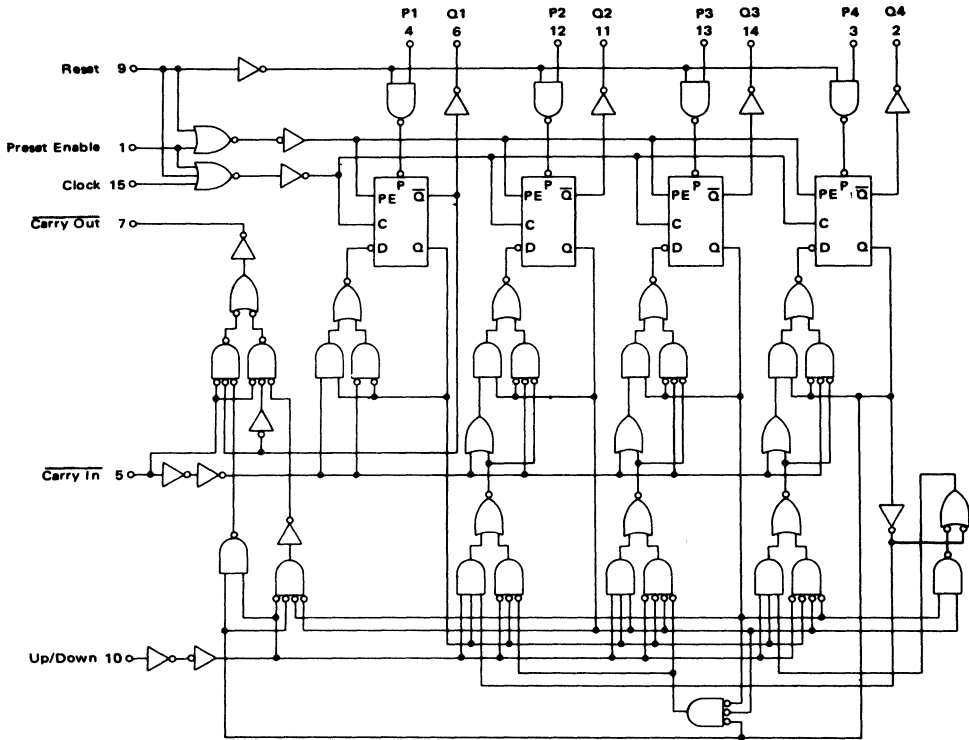 P1 Q1 P2 Q2 P3 Q3 P4 Q4
4 6 12 11 13 14 3 2
Reset 9
Preset Enable 1
Clock 15
P Q P Q P Q P Q
PE PE PE PE
Carry Out 7
C C C C
D Q D Q D Q D Q
Carry In 5
Up/Down 10